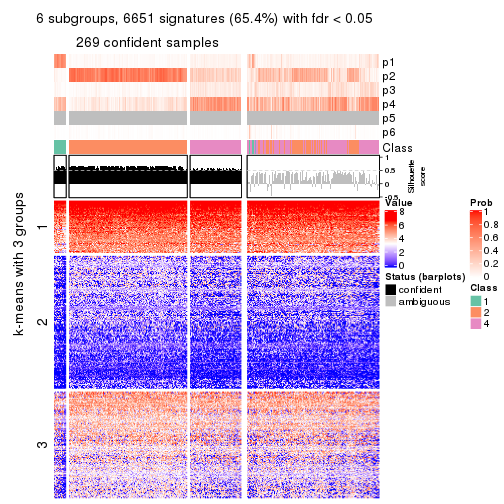 6 subgroups, 6651 signatures (65.4%) with fdr < 0.05
269 confident samples
p1
p2
p3
p4
p5
p6
Class
1
0.5
0
-0.5
Silhouette
score
k-means with 3 groups
1
2
3
Value
8
6
4
2
0
Status (barplots)
confident
ambiguous
Prob
1
0.8
0.6
0.4
0.2
0
Class
1
2
4